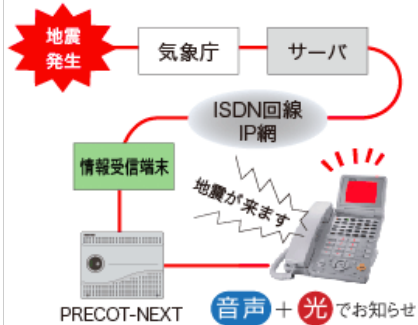 地震
発生
気象庁
サーバ
ISDN回線
IP網
情報受信端末
地震が来ます
PRECOT-NEXT
音声+光でお知らせ